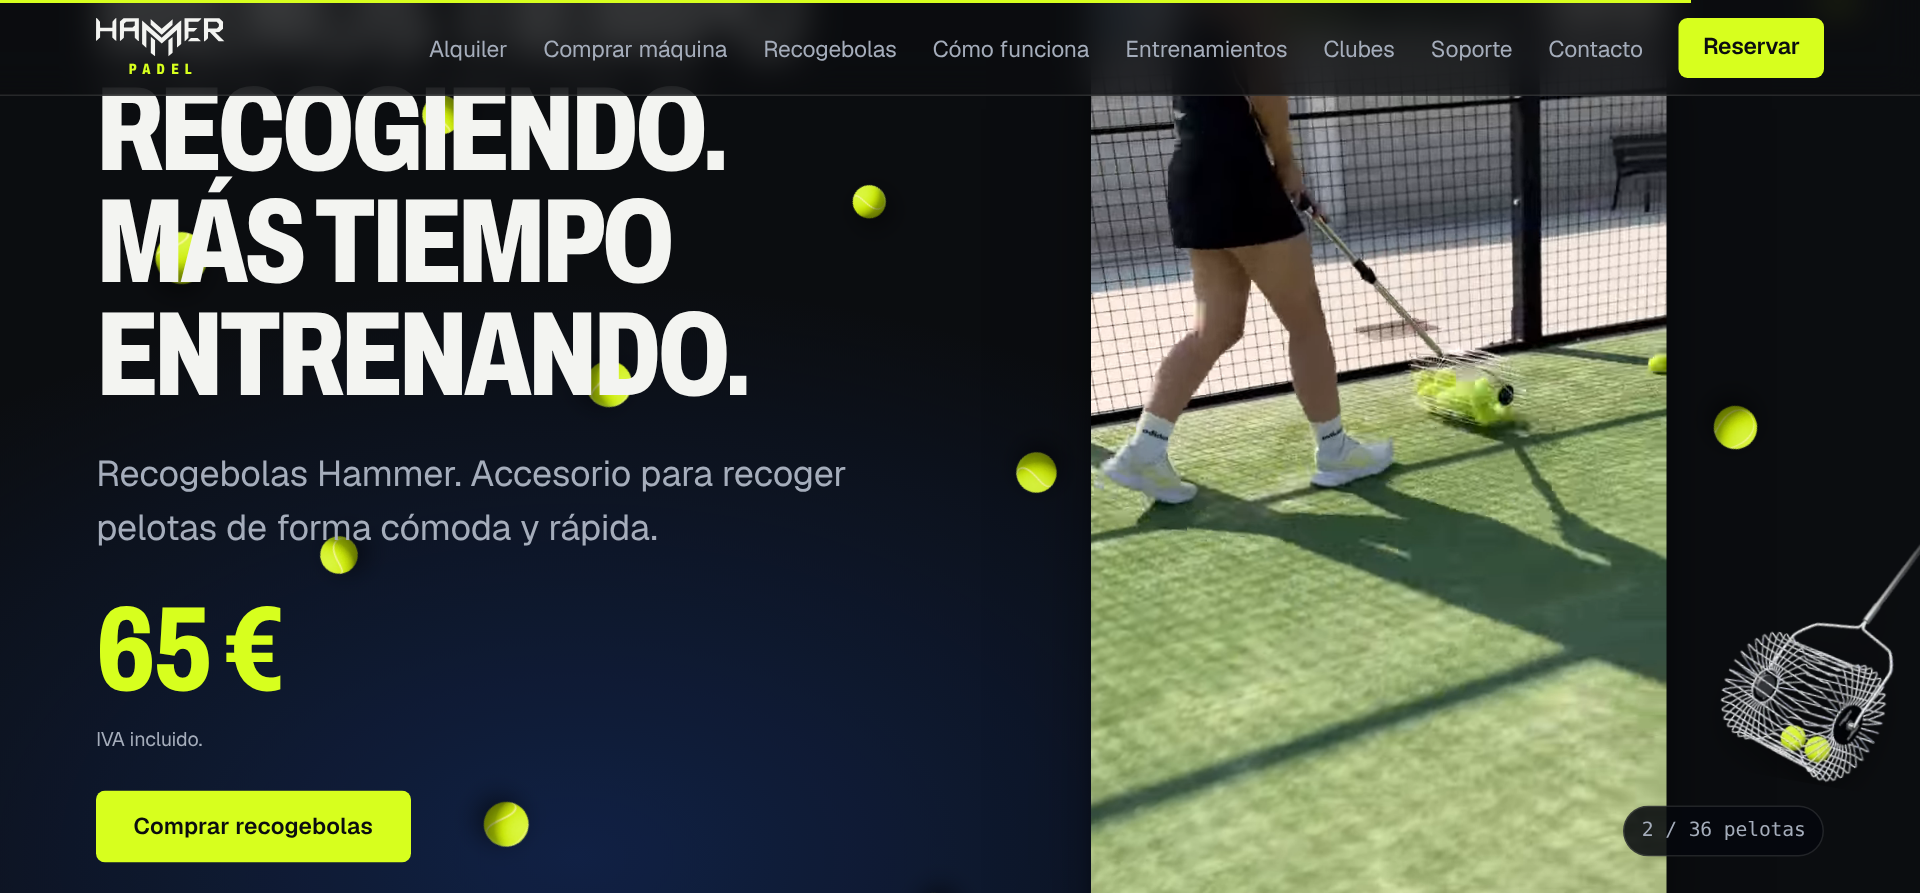 HAMMER
PADEL
Alquiler
Comprar máquina
Recogebolas
Cómo funciona
Entrenamientos
Clubes
Soporte
Contacto
Reservar
RECOGIENDO.
MÁS TIEMPO
ENTRENANDO.
Recogebolas Hammer. Accesorio para recoger
pelotas de forma cómoda y rápida.
65 €
IVA incluido.
Comprar recogebolas
adidas
2 / 36 pelotas